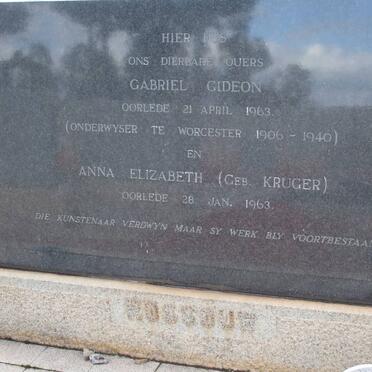 HIER RUS
ONS DIERBARE OUERS
GABRIEL GIDEON
OORLEDE 21 APRIL 1963.
(ONDERWYSER TE WORCESTER 1906 - 1940)
EN
ANNA ELIZABETH (GEB. KRUGER)
OORLEDE 28 JAN. 1963.
DIE KUNSTENAAR VERDWYN MAAR SY WERK BLY VOORTBESTAAN
ROSSOUW